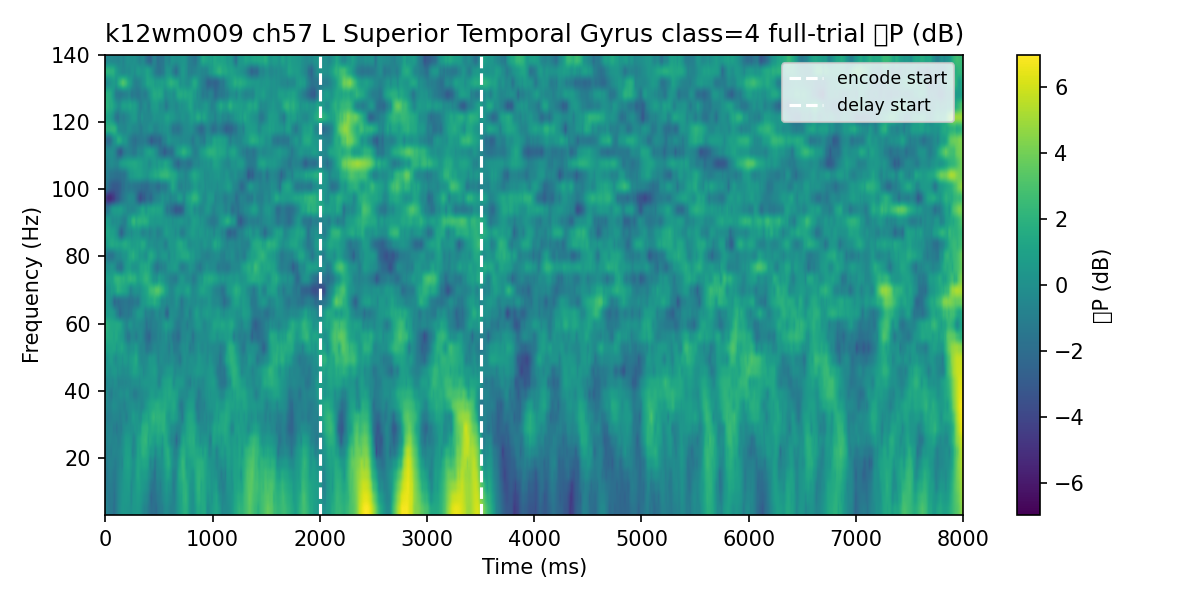 k12wm009 ch57 L Superior Temporal Gyrus class=4 full-trial ▯P (dB)
encode start
delay start
140
120
100
80
60
40
20
Frequency (Hz)
0 1000 2000 3000 4000 5000 6000 7000 8000
Time (ms)
6
4
2
0
−2
−4
−6
▯P (dB)